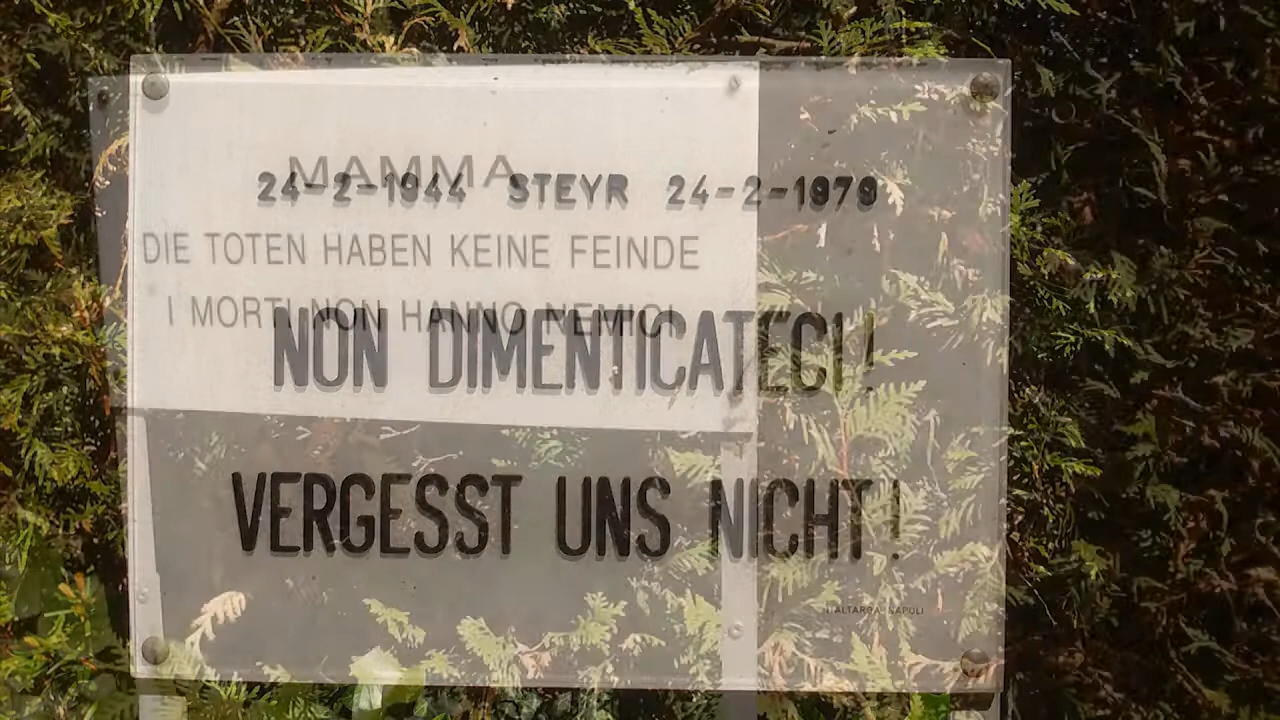 MAMMA
24-2-1944 STEYR 24-2-1979
DIE TOTEN HABEN KEINE FEINDE
I MORTI NON HANNO NEMICI
NON DIMENTICATECI!
VERGESST UNS NICHT!
NAPOLI